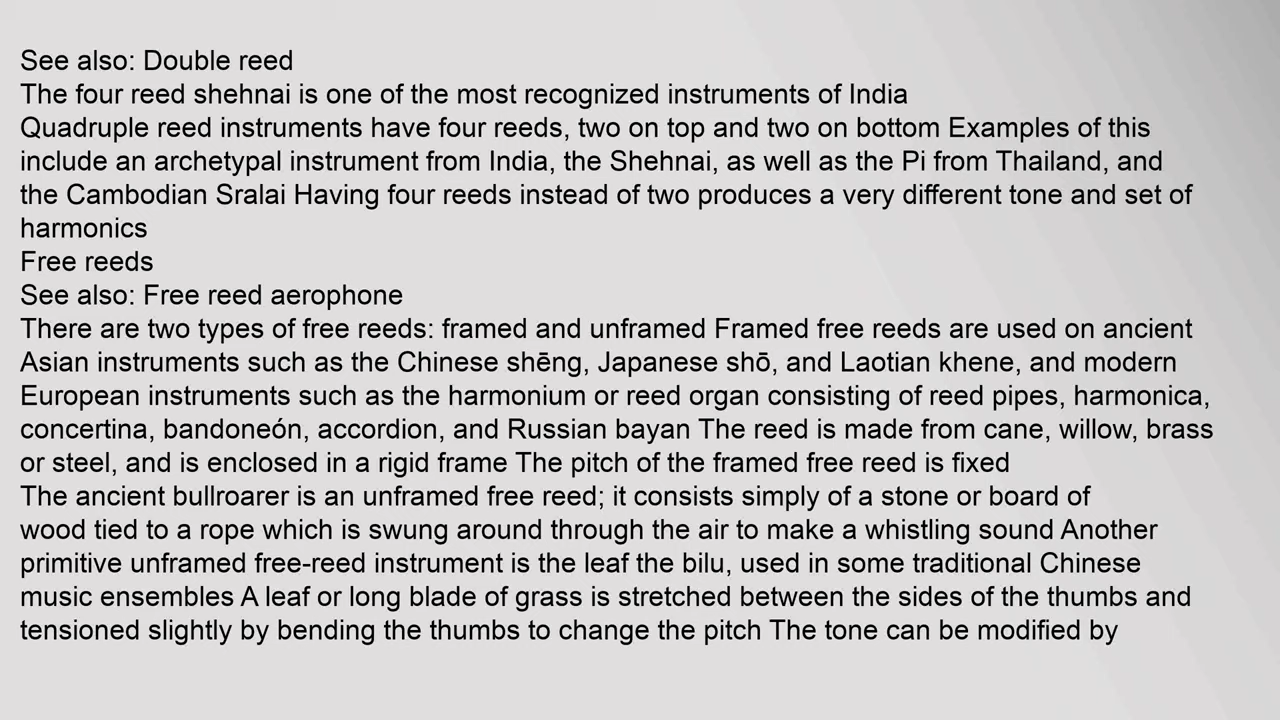 See also: Double reed
The four reed shehnai is one of the most recognized instruments of India
Quadruple reed instruments have four reeds, two on top and two on bottom Examples of this
include an archetypal instrument from India, the Shehnai, as well as the Pi from Thailand, and
the Cambodian Sralai Having four reeds instead of two produces a very different tone and set of
harmonics
Free reeds
See also: Free reed aerophone
There are two types of free reeds: framed and unframed Framed free reeds are used on ancient
Asian instruments such as the Chinese shēng, Japanese shō, and Laotian khene, and modern
European instruments such as the harmonium or reed organ consisting of reed pipes, harmonica,
concertina, bandoneón, accordion, and Russian bayan The reed is made from cane, willow, brass
or steel, and is enclosed in a rigid frame The pitch of the framed free reed is fixed
The ancient bullroarer is an unframed free reed; it consists simply of a stone or board of
wood tied to a rope which is swung around through the air to make a whistling sound Another
primitive unframed free-reed instrument is the leaf the bilu, used in some traditional Chinese
music ensembles A leaf or long blade of grass is stretched between the sides of the thumbs and
tensioned slightly by bending the thumbs to change the pitch The tone can be modified by